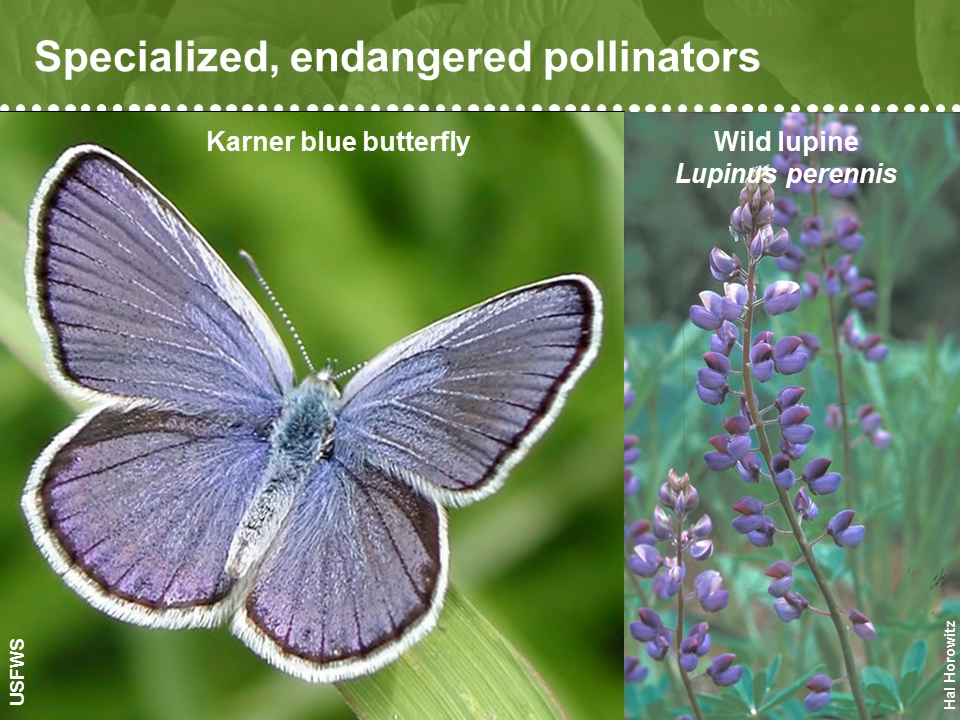 Specialized, endangered pollinators
Karner blue butterfly
Wild lupine
Lupinus perennis
USFWS
Hal Horowitz